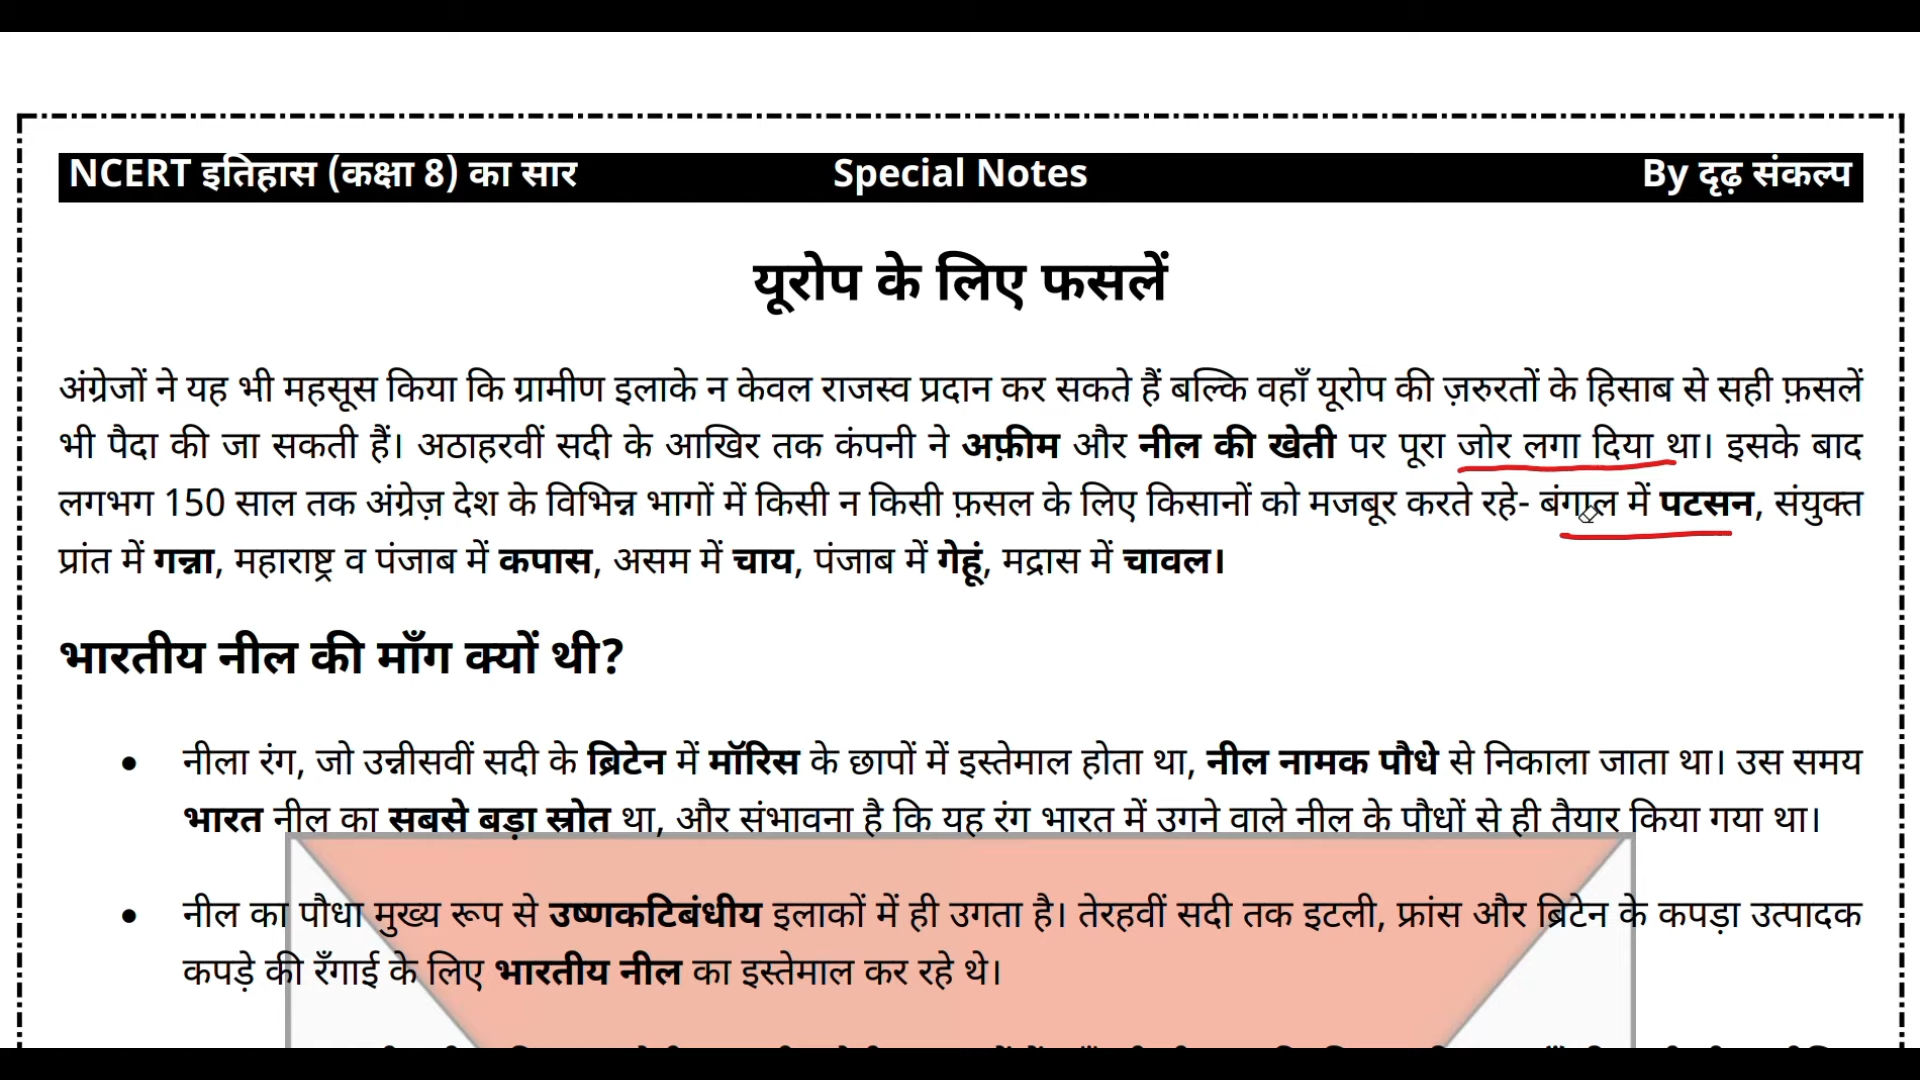 NCERT इतिहास (कक्षा 8) का सार Special Notes By दृढ़ संकल्प
यूरोप के लिए फसलें
अंग्रेजों ने यह भी महसूस किया कि ग्रामीण इलाके न केवल राजस्व प्रदान कर सकते हैं बल्कि वहाँ यूरोप की ज़रुरतों के हिसाब से सही फ़सलें
भी पैदा की जा सकती हैं। अठाहरवीं सदी के आखिर तक कंपनी ने अफ़ीम और नील की खेती पर पूरा जोर लगा दिया था। इसके बाद
लगभग 150 साल तक अंग्रेज़ देश के विभिन्न भागों में किसी न किसी फ़सल के लिए किसानों को मजबूर करते रहे- बंगाल में पटसन, संयुक्त
प्रांत में गन्ना, महाराष्ट्र व पंजाब में कपास, असम में चाय, पंजाब में गेहूं, मद्रास में चावल।
भारतीय नील की माँग क्यों थी?
• नीला रंग, जो उन्नीसवीं सदी के ब्रिटेन में मॉरिस के छापों में इस्तेमाल होता था, नील नामक पौधे से निकाला जाता था। उस समय
भारत नील का सबसे बड़ा स्रोत था, और संभावना है कि यह रंग भारत में उगने वाले नील के पौधों से ही तैयार किया गया था।
• नील का पौधा मुख्य रूप से उष्णकटिबंधीय इलाकों में ही उगता है। तेरहवीं सदी तक इटली, फ्रांस और ब्रिटेन के कपड़ा उत्पादक
कपड़े की रँगाई के लिए भारतीय नील का इस्तेमाल कर रहे थे।